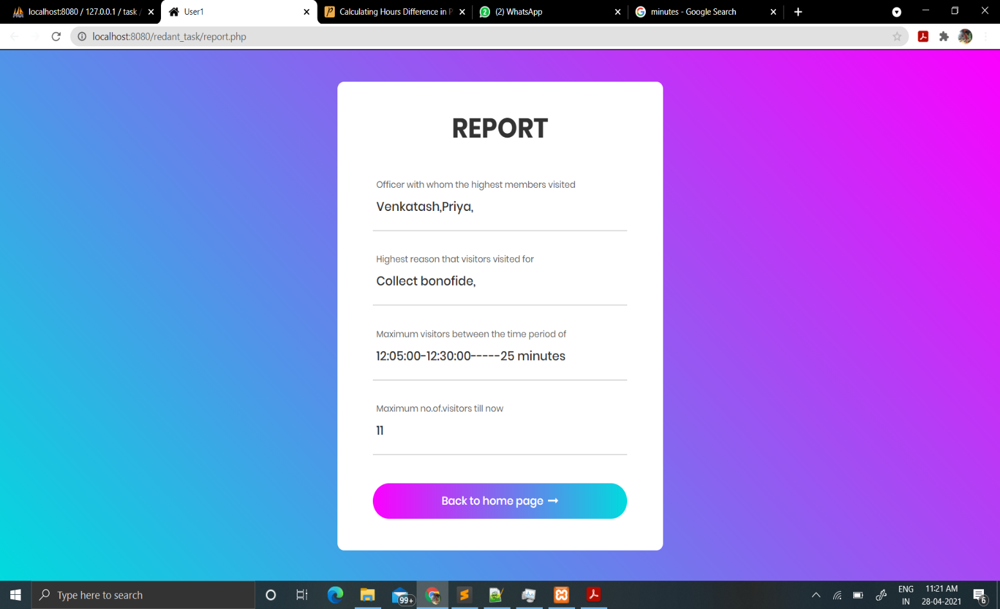 localhost:8080 / 127.0.0.1 / task /
User1
Calculating Hours Difference in P
(2) WhatsApp
minutes - Google Search
localhost:8080/redant_task/report.php
REPORT
Officer with whom the highest members visited
Venkatash,Priya,
Highest reason that visitors visited for
Collect bonofide,
Maximum visitors between the time period of
12:05:00-12:30:00-----25 minutes
Maximum no.of.visitors till now
11
Back to home page
Type here to search
99+
ENG
IN
11:21 AM
28-04-2021
6